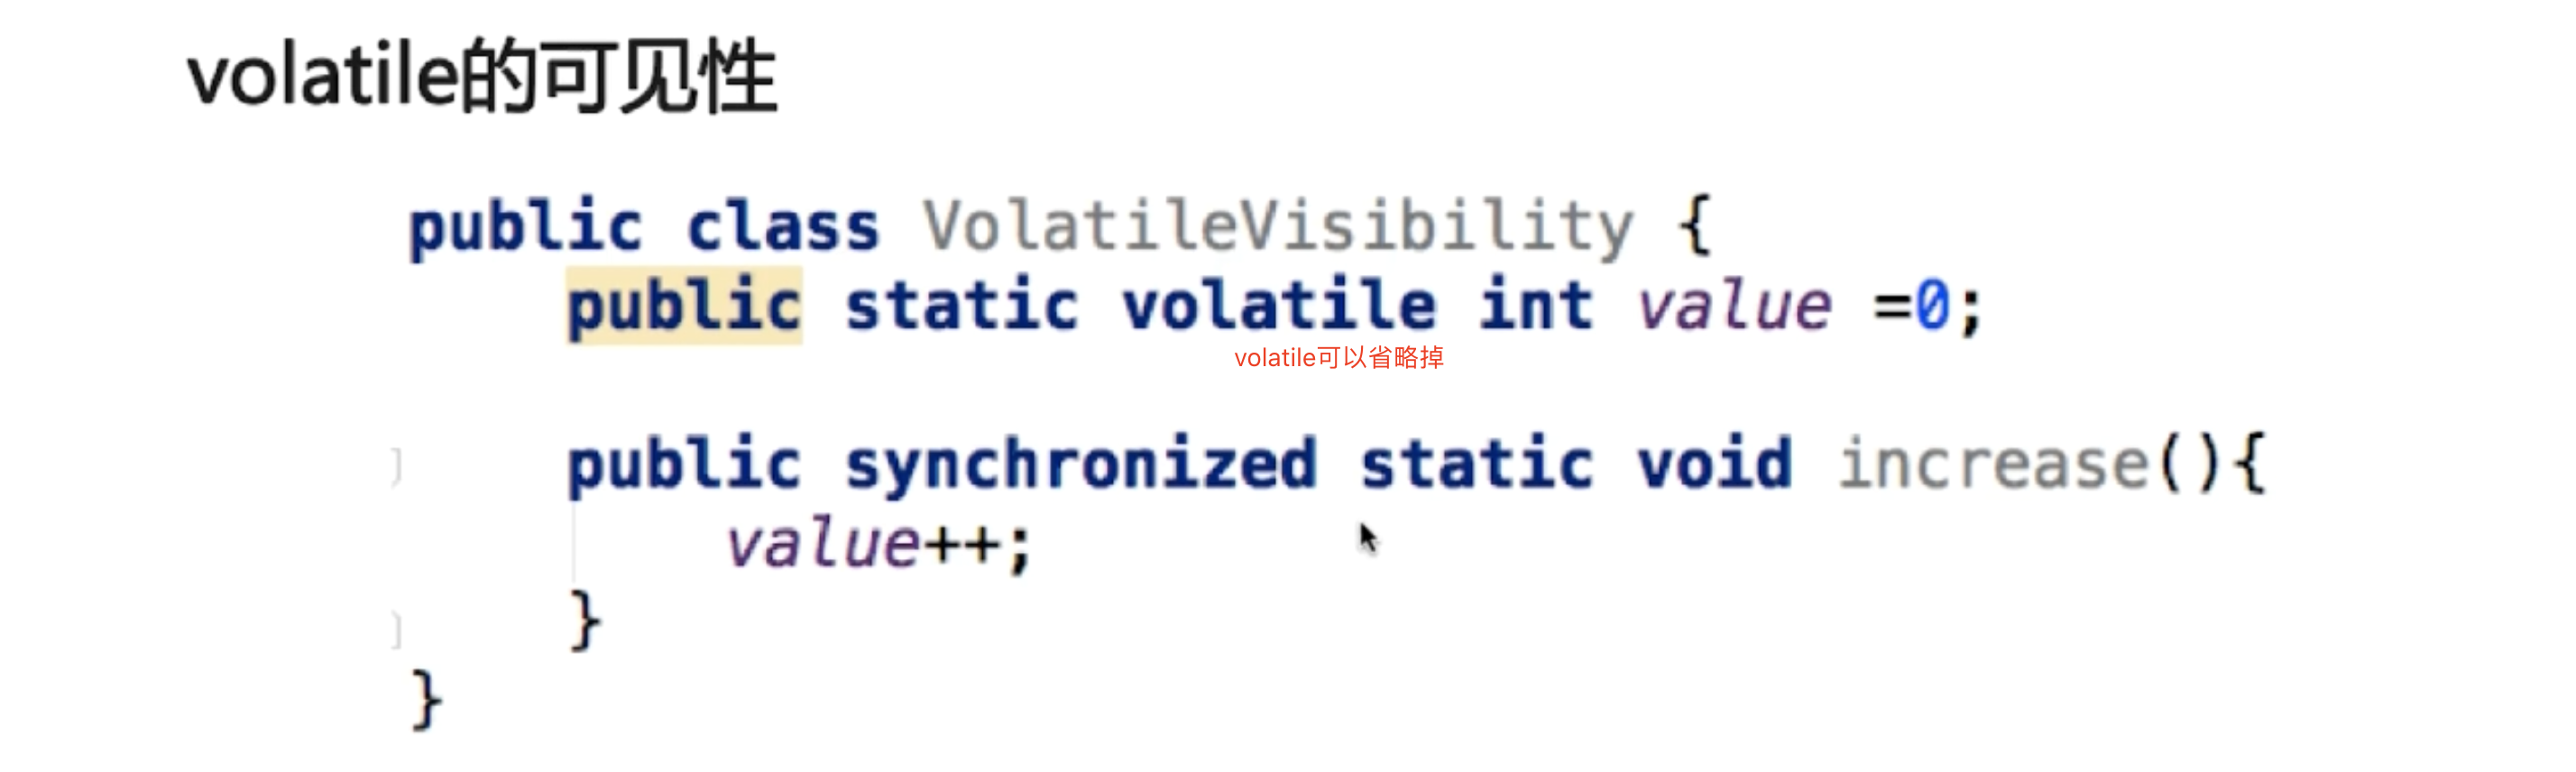 volatile的可见性
public class VolatileVisibility {
public static volatile int value =0;
volatile可以省略掉
public synchronized static void increase(){
value++;
}
}